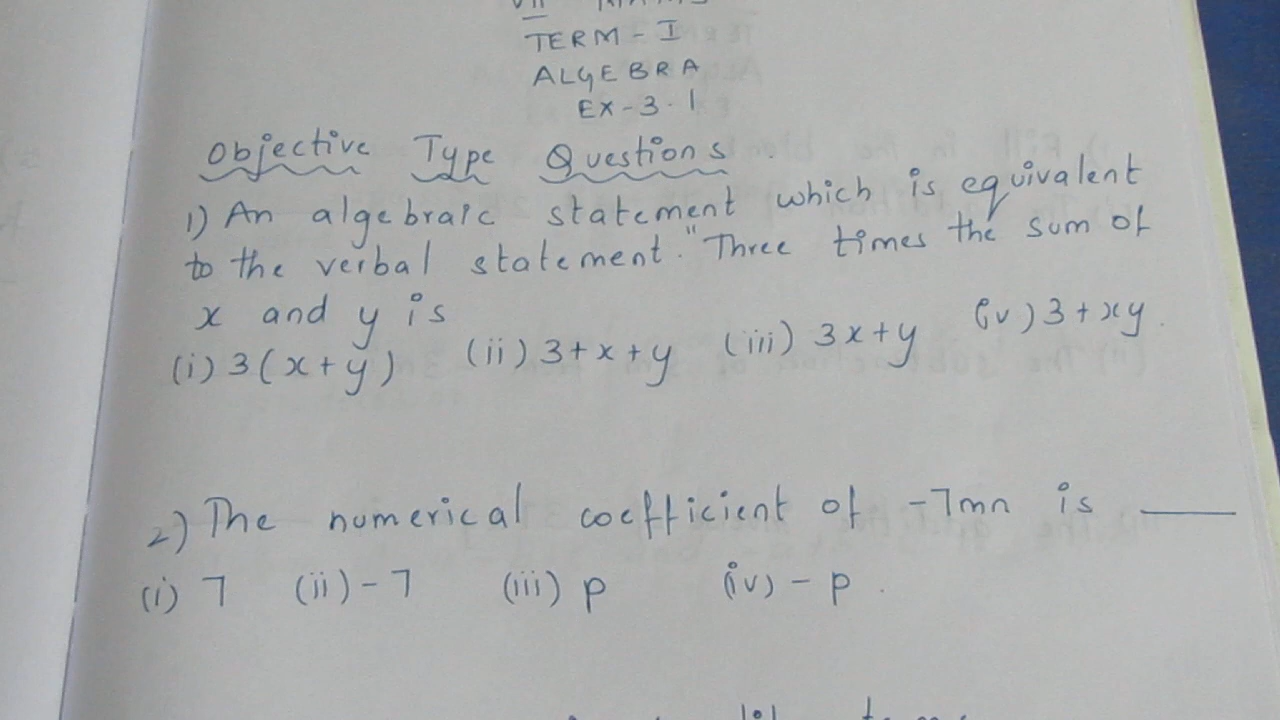 VII MATHS
TERM - I
ALGEBRA
EX - 3.1
Objective Type Questions.
1) An algebraic statement which is equivalent
to the verbal statement. "Three times the sum of
x and y is
(i) 3(x+y) (ii) 3+x+y (iii) 3x+y (iv) 3+xy.
2) The numerical coefficient of -7mn is ____
(i) 7 (ii) -7 (iii) p (iv) - p.